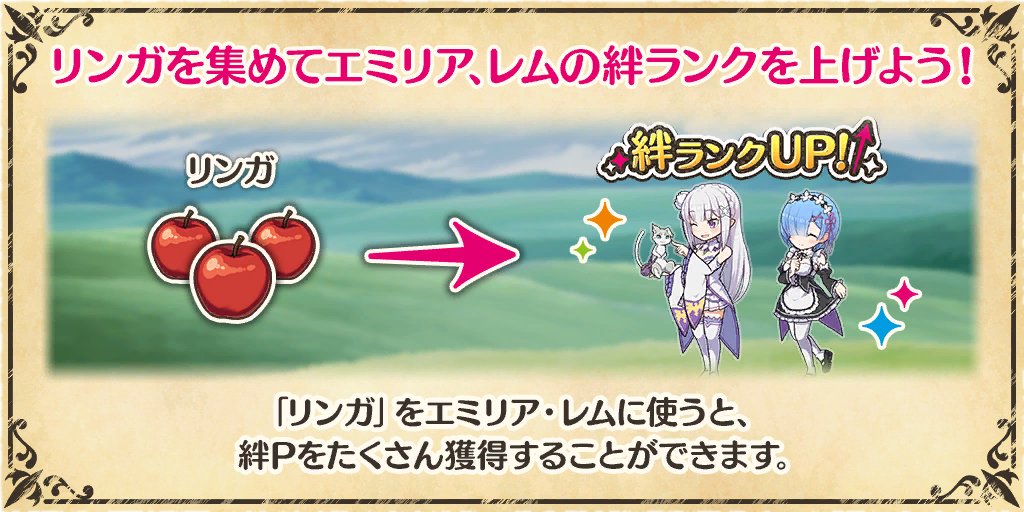 リンガを集めてエミリア、レムの絆ランクを上げよう！
リンガ
絆ランクUP!!
「リンガ」をエミリア・レムに使うと、
絆Pをたくさん獲得することができます。